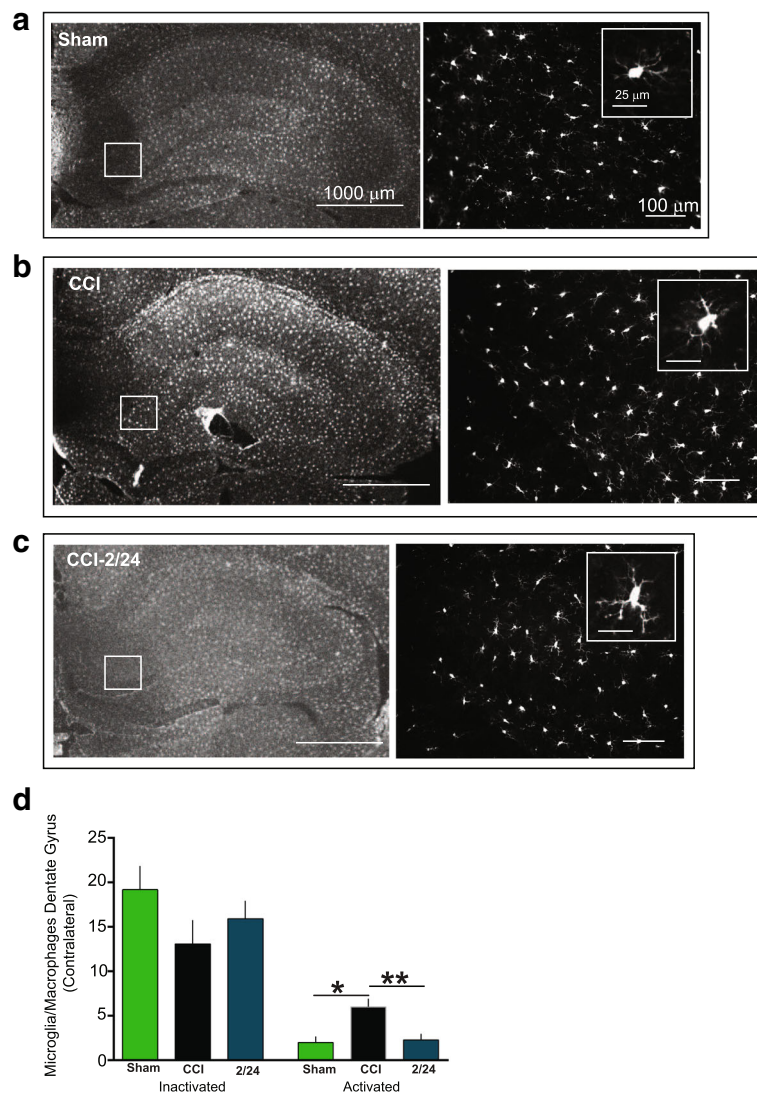 a
Sham
25 μm
1000 μm
100 μm
b
CCI
c
CCI-2/24
d
Microglia/Macrophages Dentate Gyrus
(Contralateral)
25
20
15
10
5
0
* **
Sham CCI 2/24 Sham CCI 2/24
Inactivated Activated